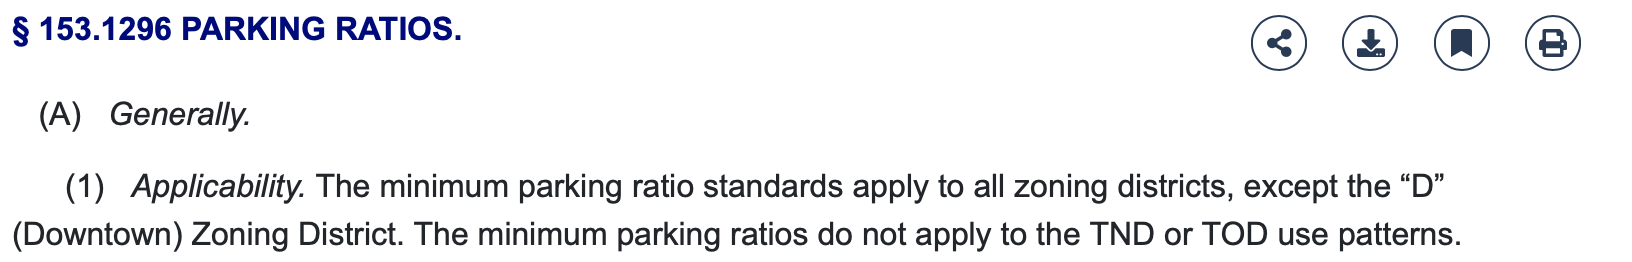 § 153.1296 PARKING RATIOS.
(A) Generally.
(1) Applicability. The minimum parking ratio standards apply to all zoning districts, except the “D”
(Downtown) Zoning District. The minimum parking ratios do not apply to the TND or TOD use patterns.